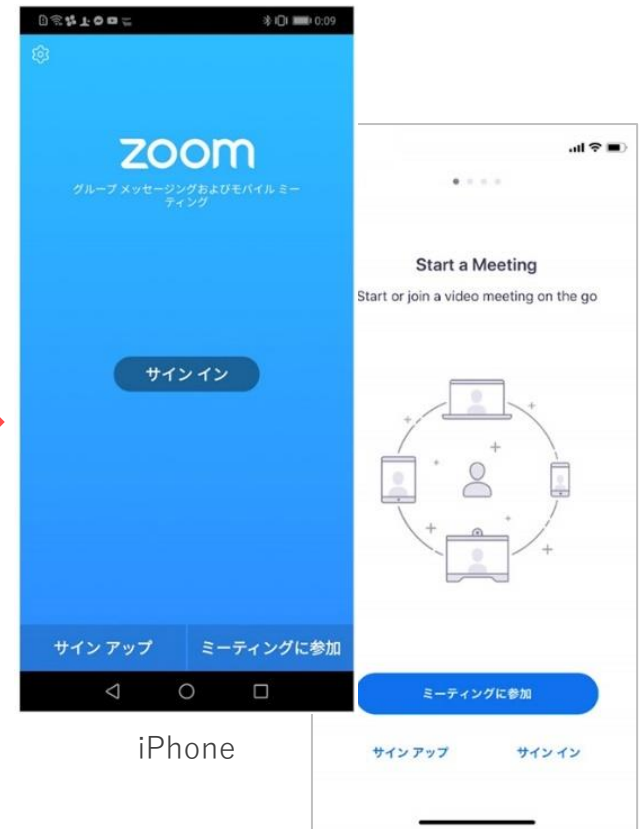 0:09
zoom
グループ メッセージングおよびモバイル ミー
ティング
サイン イン
サイン アップ
ミーティングに参加
iPhone
Start a Meeting
Start or join a video meeting on the go
ミーティングに参加
サイン アップ
サイン イン